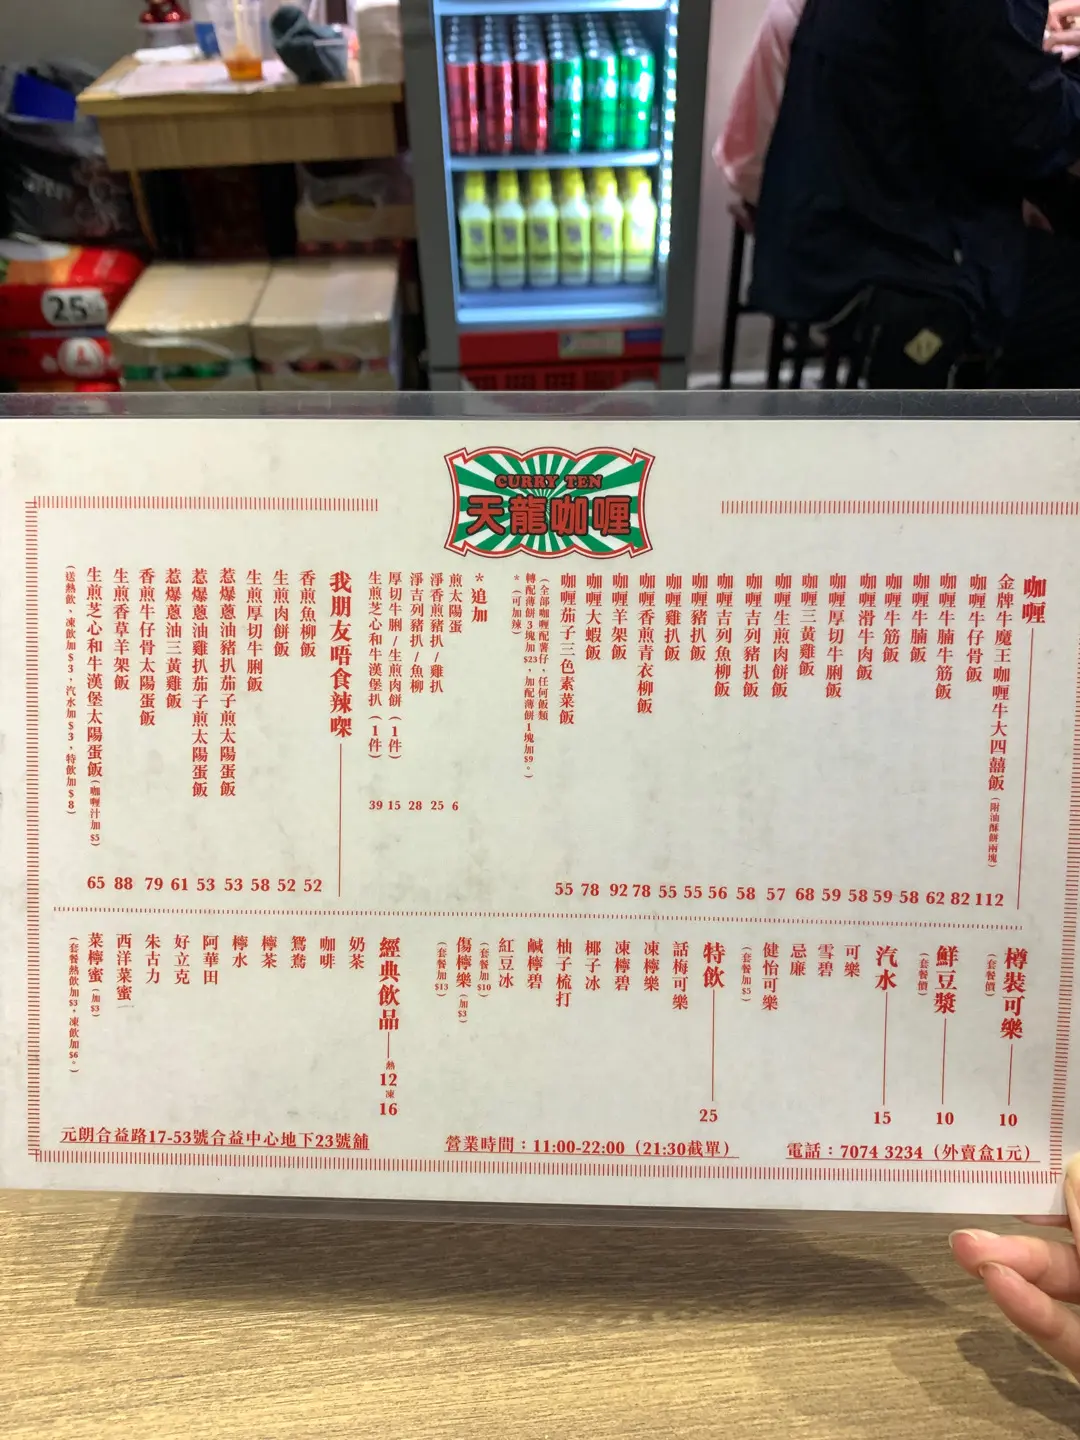 25
CURRY TEN
天龍咖喱
咖喱
金牌牛魔王咖喱牛大四囍飯(附油酥餅兩塊) 112
咖喱牛仔骨飯 82
咖喱牛腩牛筋飯 62
咖喱牛腩飯 58
咖喱牛筋飯 59
咖喱滑牛肉飯 58
咖喱厚切牛脷飯 59
咖喱三黃雞飯 68
咖喱生煎肉餅飯 57
咖喱吉列豬扒飯 58
咖喱吉列魚柳飯 56
咖喱豬扒飯 55
咖喱雞扒飯 55
咖喱香煎青衣柳飯 78
咖喱羊架飯 92
咖喱大蝦飯 78
咖喱茄子三色素菜飯 55
(全部咖喱配薯仔,任何飯類
轉配薄餅3塊加$23,加配薄餅1塊加$9。
*(可加辣)
*追加
煎太陽蛋 6
淨香煎豬扒/雞扒 25
淨吉列豬扒/魚柳 28
厚切牛脷/生煎肉餅(1件) 15
生煎芝心和牛漢堡扒(1件) 39
我朋友唔食辣㗎
香煎魚柳飯 52
生煎肉餅飯 52
生煎厚切牛脷飯 58
惹爆蔥油豬扒茄子煎太陽蛋飯 53
惹爆蔥油雞扒茄子煎太陽蛋飯 53
惹爆蔥油三黃雞飯 61
香煎牛仔骨太陽蛋飯 79
生煎香草羊架飯 88
生煎芝心和牛漢堡太陽蛋飯(咖喱汁加$5) 65
(送熱飲、凍飲加$3,汽水加$3,特飲加$8)
樽裝可樂 10
(套餐價)
鮮豆漿 10
(套餐價)
汽水 15
可樂
雪碧
忌廉
健怡可樂
(套餐加$5)
特飲 25
話梅可樂
凍檸樂
凍檸碧
椰子冰
柚子梳打
鹹檸碧
紅豆冰
(套餐加$10)
傷檸樂(加$3)
(套餐加$13)
經典飲品 熱12 凍16
奶茶
咖啡
鴛鴦
檸茶
檸水
阿華田
好立克
朱古力
西洋菜蜜
菜檸蜜(加$3)
(套餐熱飲加$3,凍飲加$6。)
元朗合益路17-53號合益中心地下23號舖
營業時間:11:00-22:00(21:30截單)
電話:7074 3234(外賣盒1元)